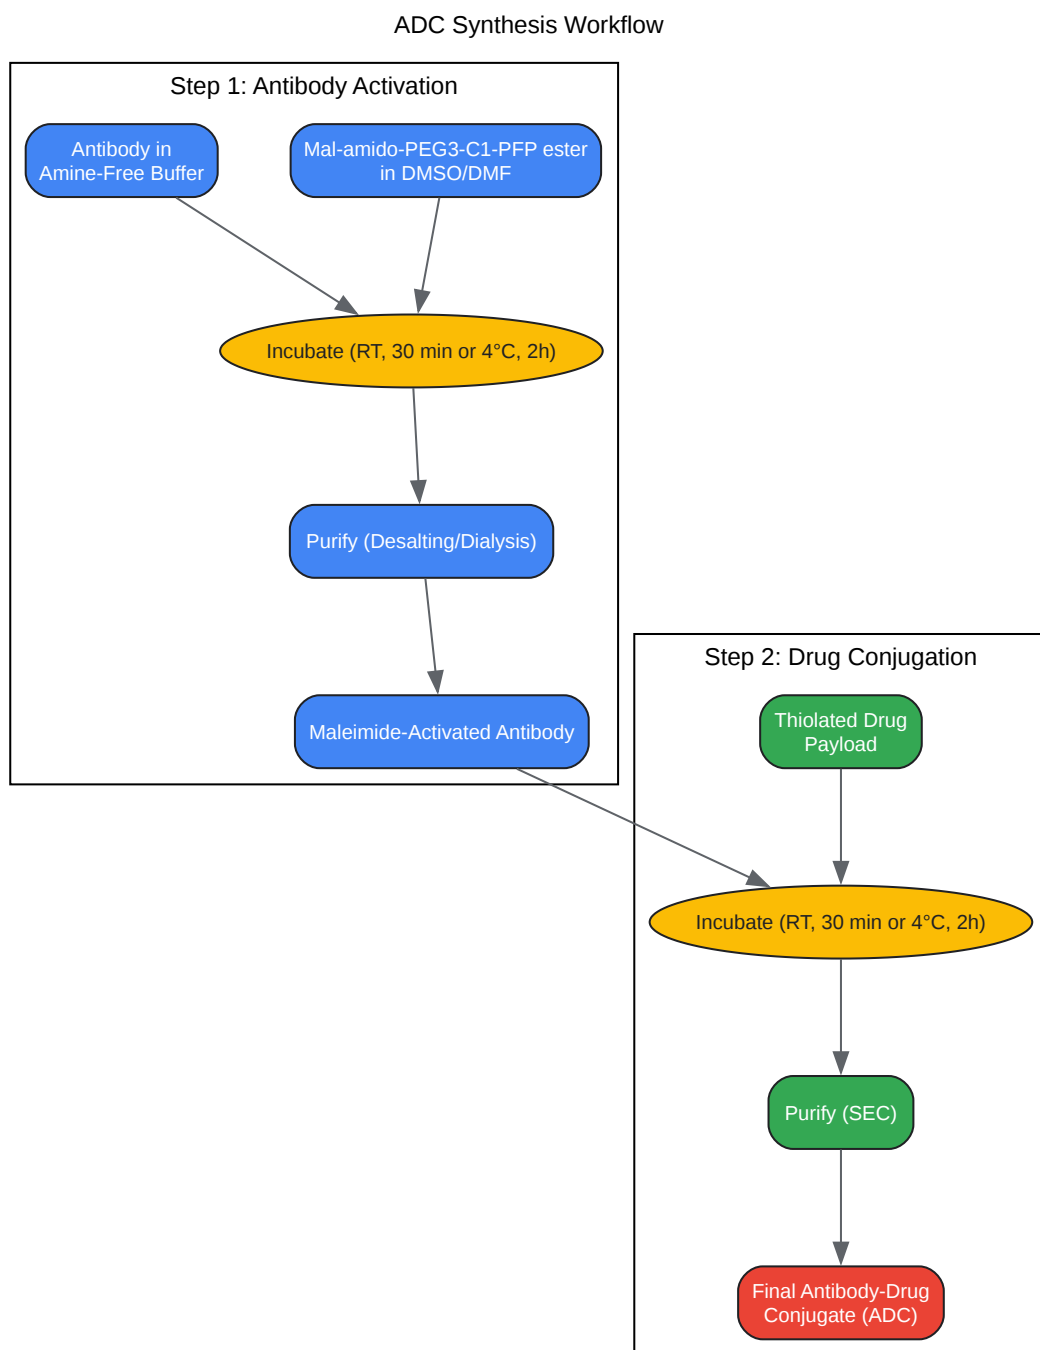 ADC Synthesis Workflow
Step 1: Antibody Activation
Antibody in
Amine-Free Buffer
Mal-amido-PEG3-C1-PFP ester
in DMSO/DMF
Incubate (RT, 30 min or 4°C, 2h)
Purify (Desalting/Dialysis)
Maleimide-Activated Antibody
Step 2: Drug Conjugation
Thiolated Drug
Payload
Incubate (RT, 30 min or 4°C, 2h)
Purify (SEC)
Final Antibody-Drug
Conjugate (ADC)